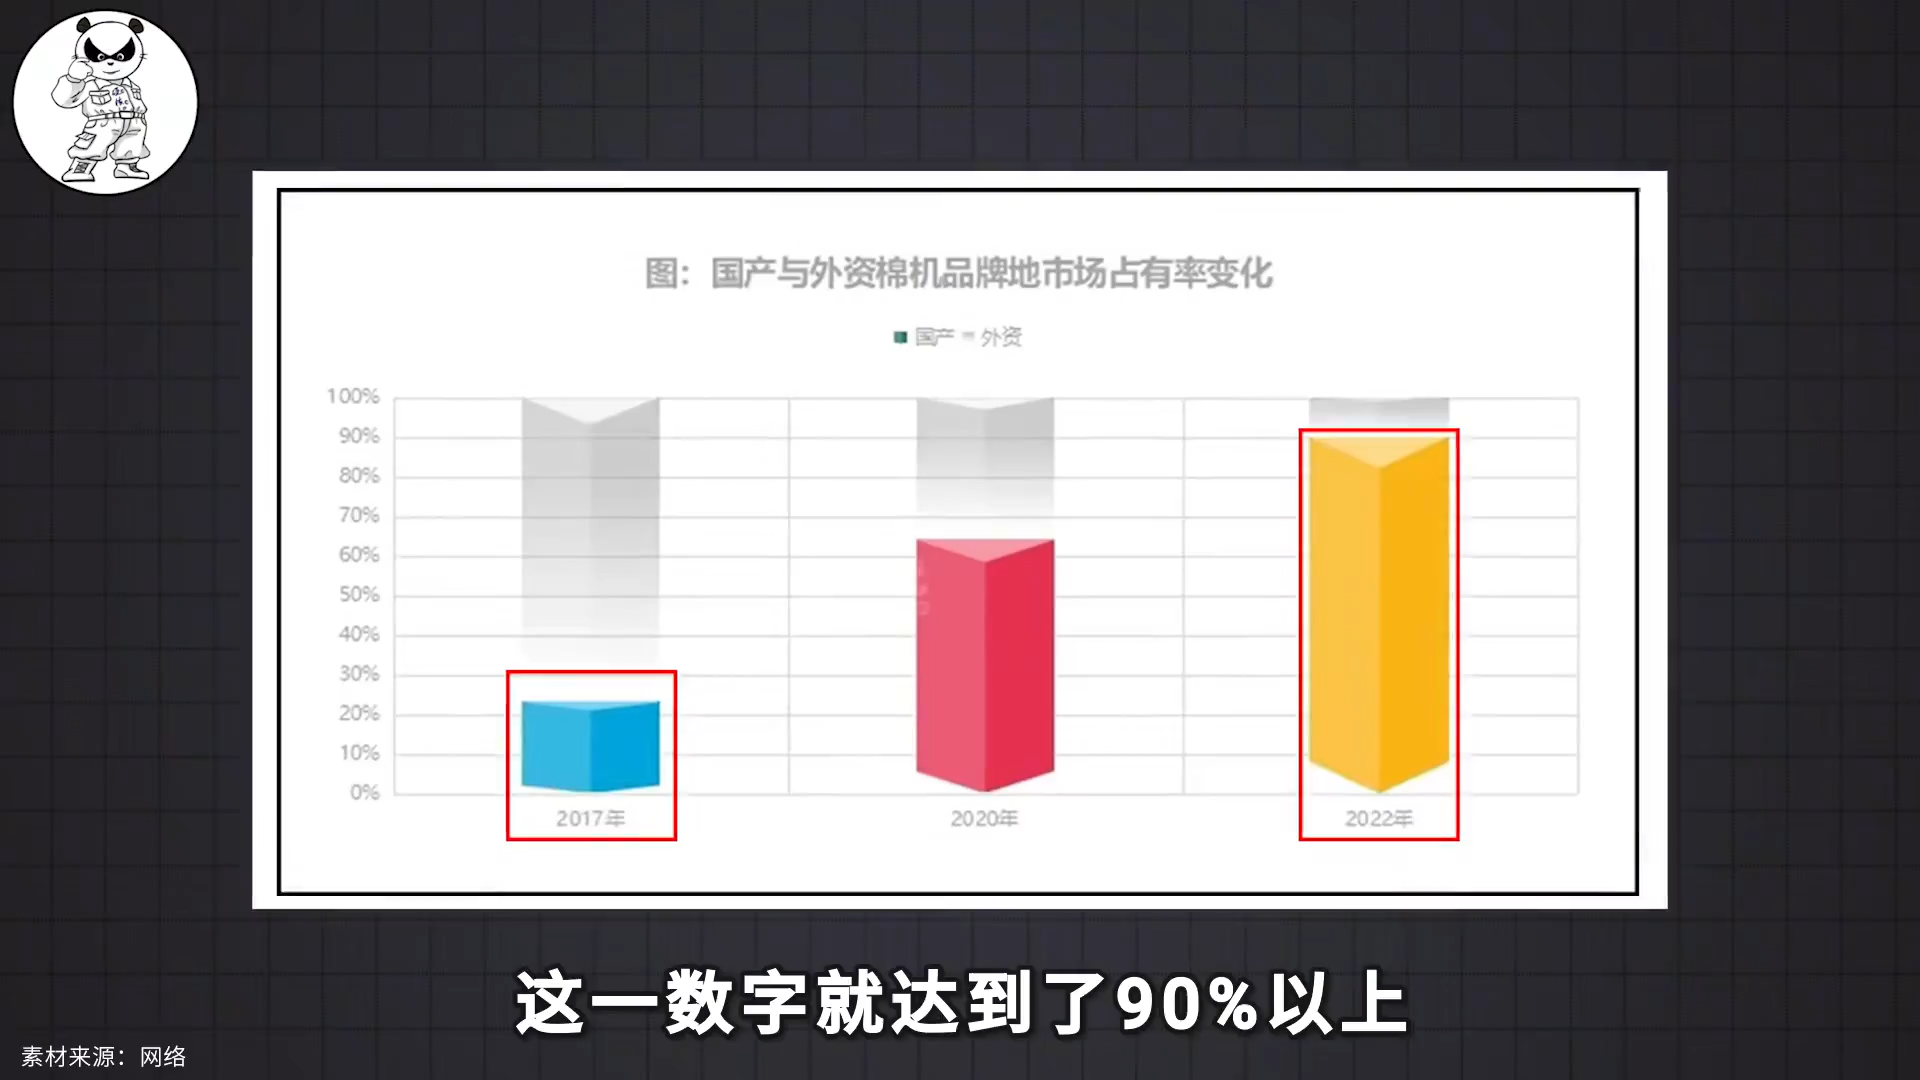 图：国产与外资棉机品牌地市场占有率变化
国产 外资
100%
90%
80%
70%
60%
50%
40%
30%
20%
10%
0%
2017年 2020年 2022年
这一数字就达到了90%以上
素材来源：网络